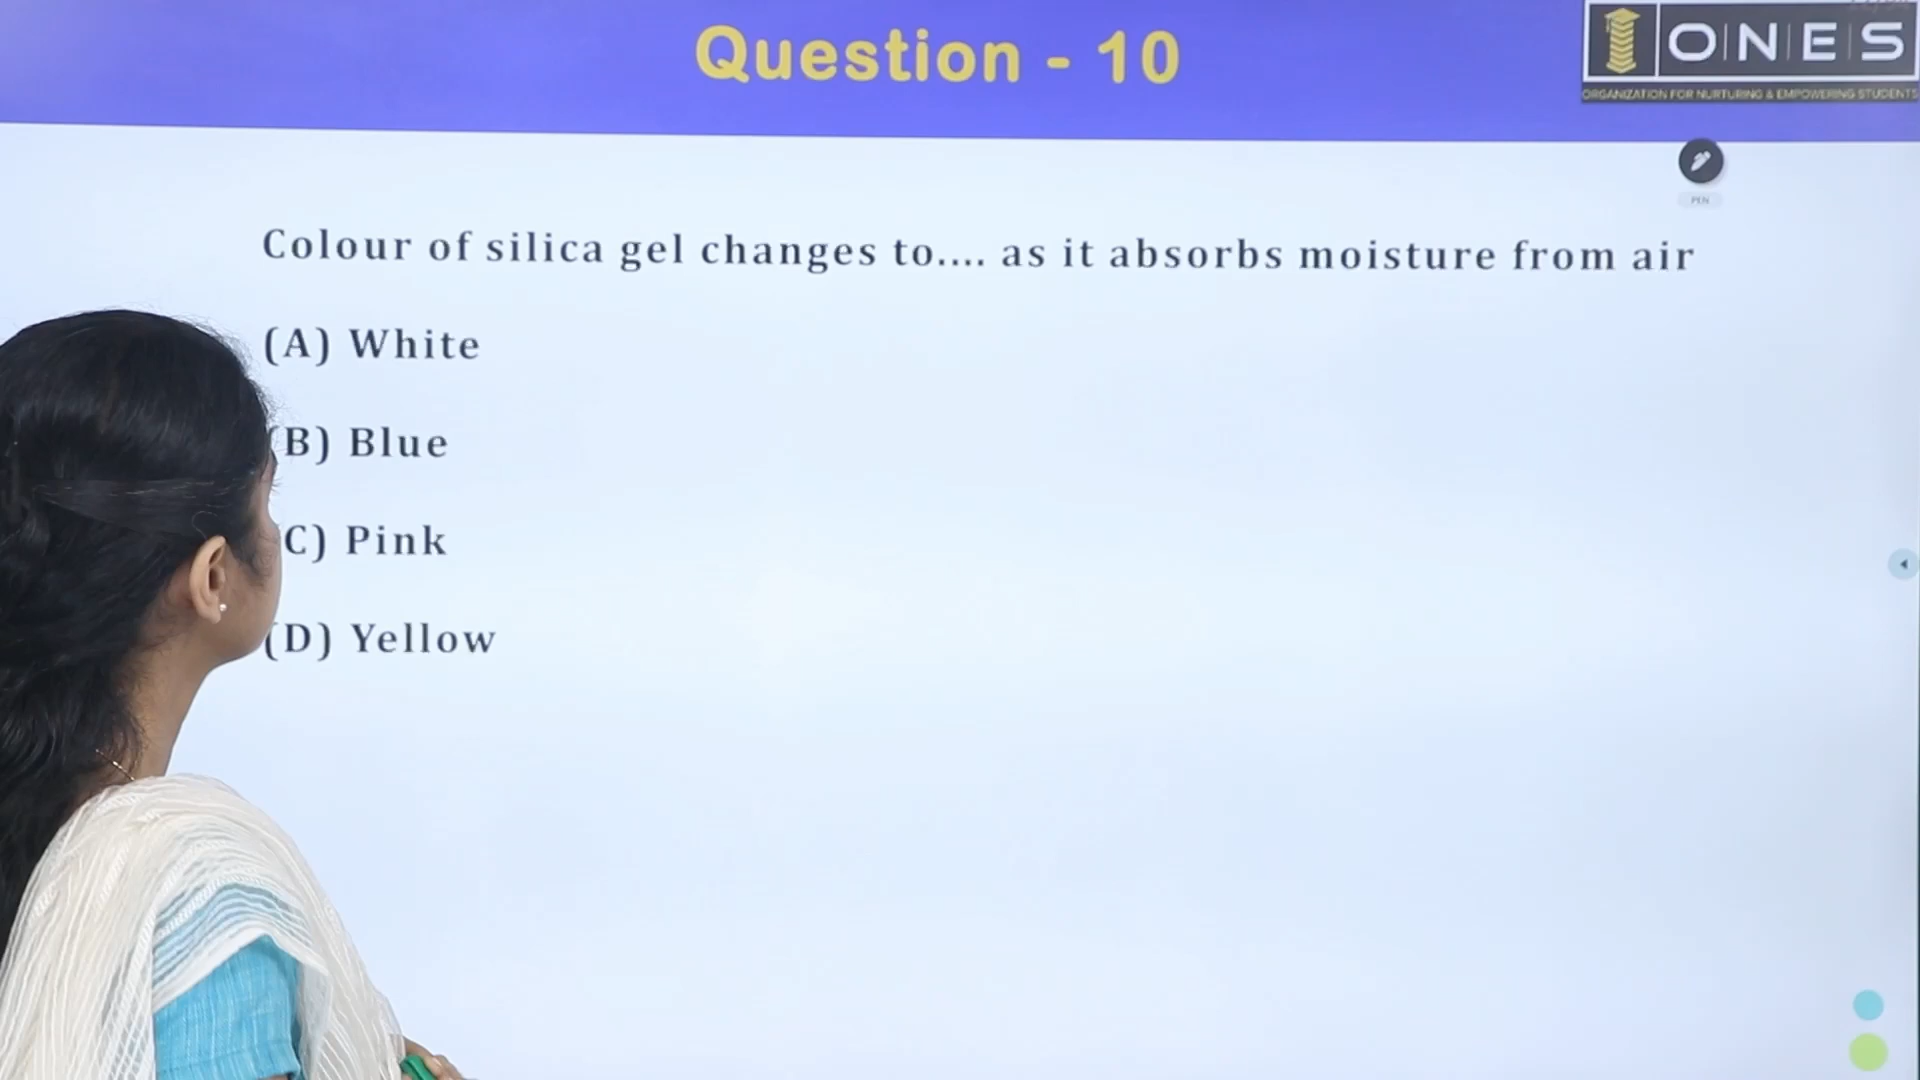 Question - 10
ONES
ORGANIZATION FOR NURTURING & EMPOWERING STUDENTS
PEN
Colour of silica gel changes to.... as it absorbs moisture from air
(A) White
(B) Blue
(C) Pink
(D) Yellow